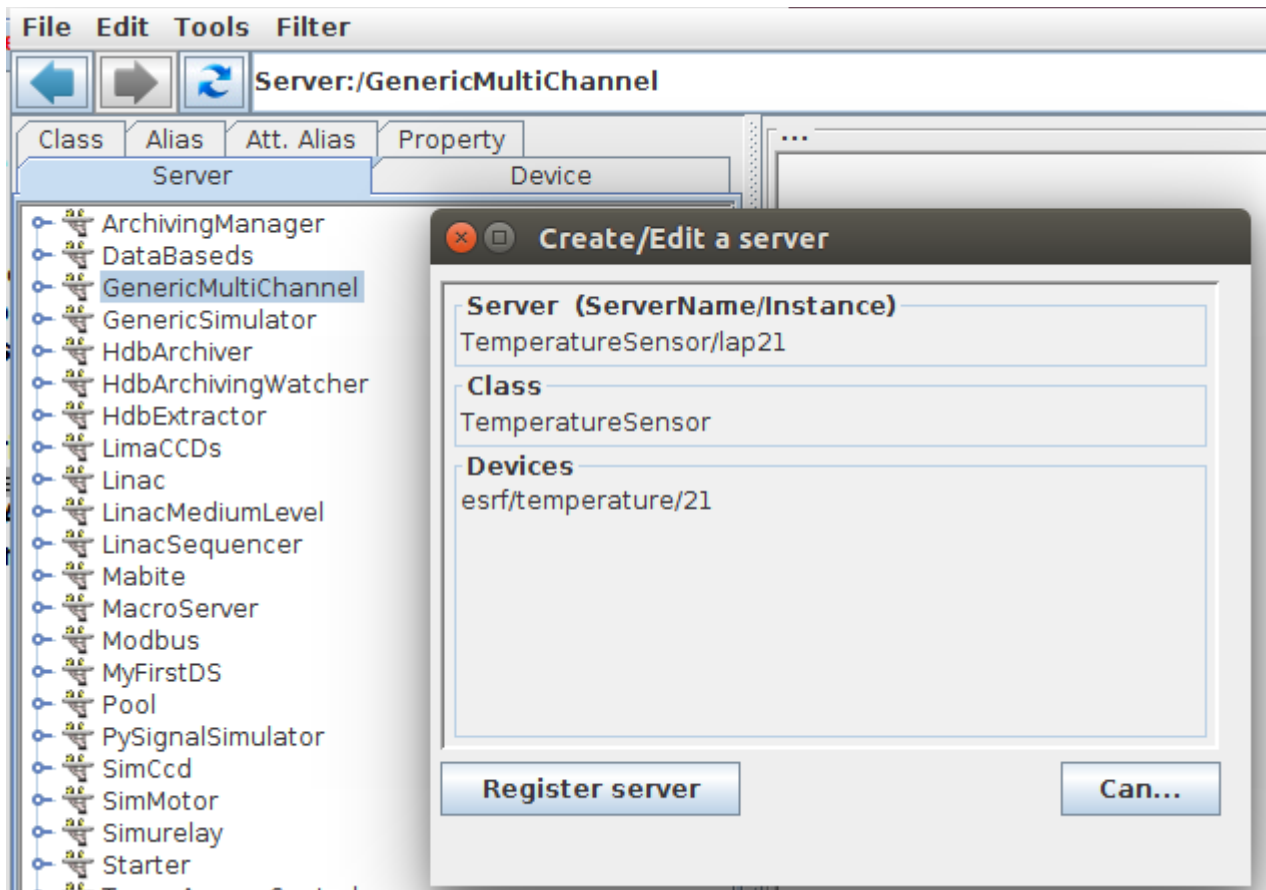 File Edit Tools Filter
Server:/GenericMultiChannel
Class Alias Att. Alias Property
...
Server Device
ArchivingManager
DataBaseds
GenericMultiChannel
GenericSimulator
HdbArchiver
HdbArchivingWatcher
HdbExtractor
LimaCCDs
Linac
LinacMediumLevel
LinacSequencer
Mabite
MacroServer
Modbus
MyFirstDS
Pool
PySignalSimulator
SimCcd
SimMotor
Simurelay
Starter
Create/Edit a server
Server (ServerName/Instance)
TemperatureSensor/lap21
Class
TemperatureSensor
Devices
esrf/temperature/21
Register server
Can...